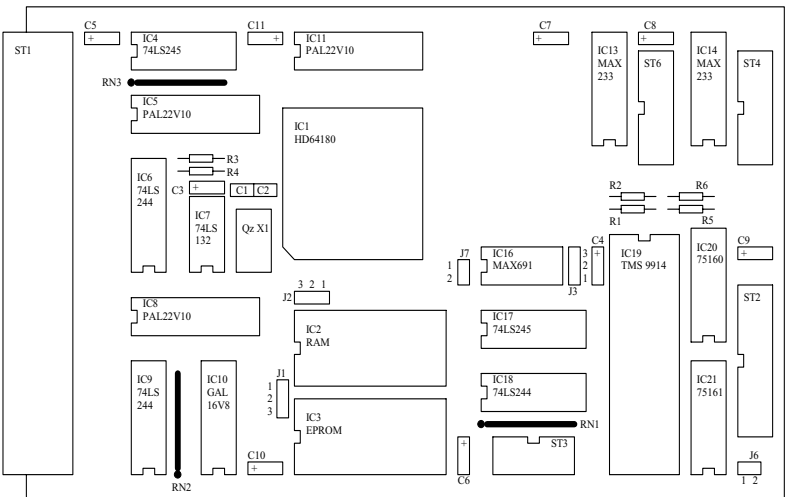 C5
C11
C7
C8
ST1
+
IC4
74LS245
+
IC11
PAL22V10
+
IC13
MAX
233
+
ST6
IC14
MAX
233
ST4
RN3
IC5
PAL22V10
IC1
HD64180
R3
R4
IC6
74LS
244
C3
+
C1
C2
IC7
74LS
132
Qz X1
R2
R6
R1
R5
J7
1
2
IC16
MAX691
3
2
1
J3
C4
+
IC19
TMS 9914
IC20
75160
C9
+
3 2 1
J2
IC8
PAL22V10
IC2
RAM
IC17
74LS245
ST2
IC9
74LS
244
IC10
GAL
16V8
J1
1
2
3
IC18
74LS244
IC21
75161
IC3
EPROM
RN1
ST3
C10
+
+
C6
J6
1 2
RN2